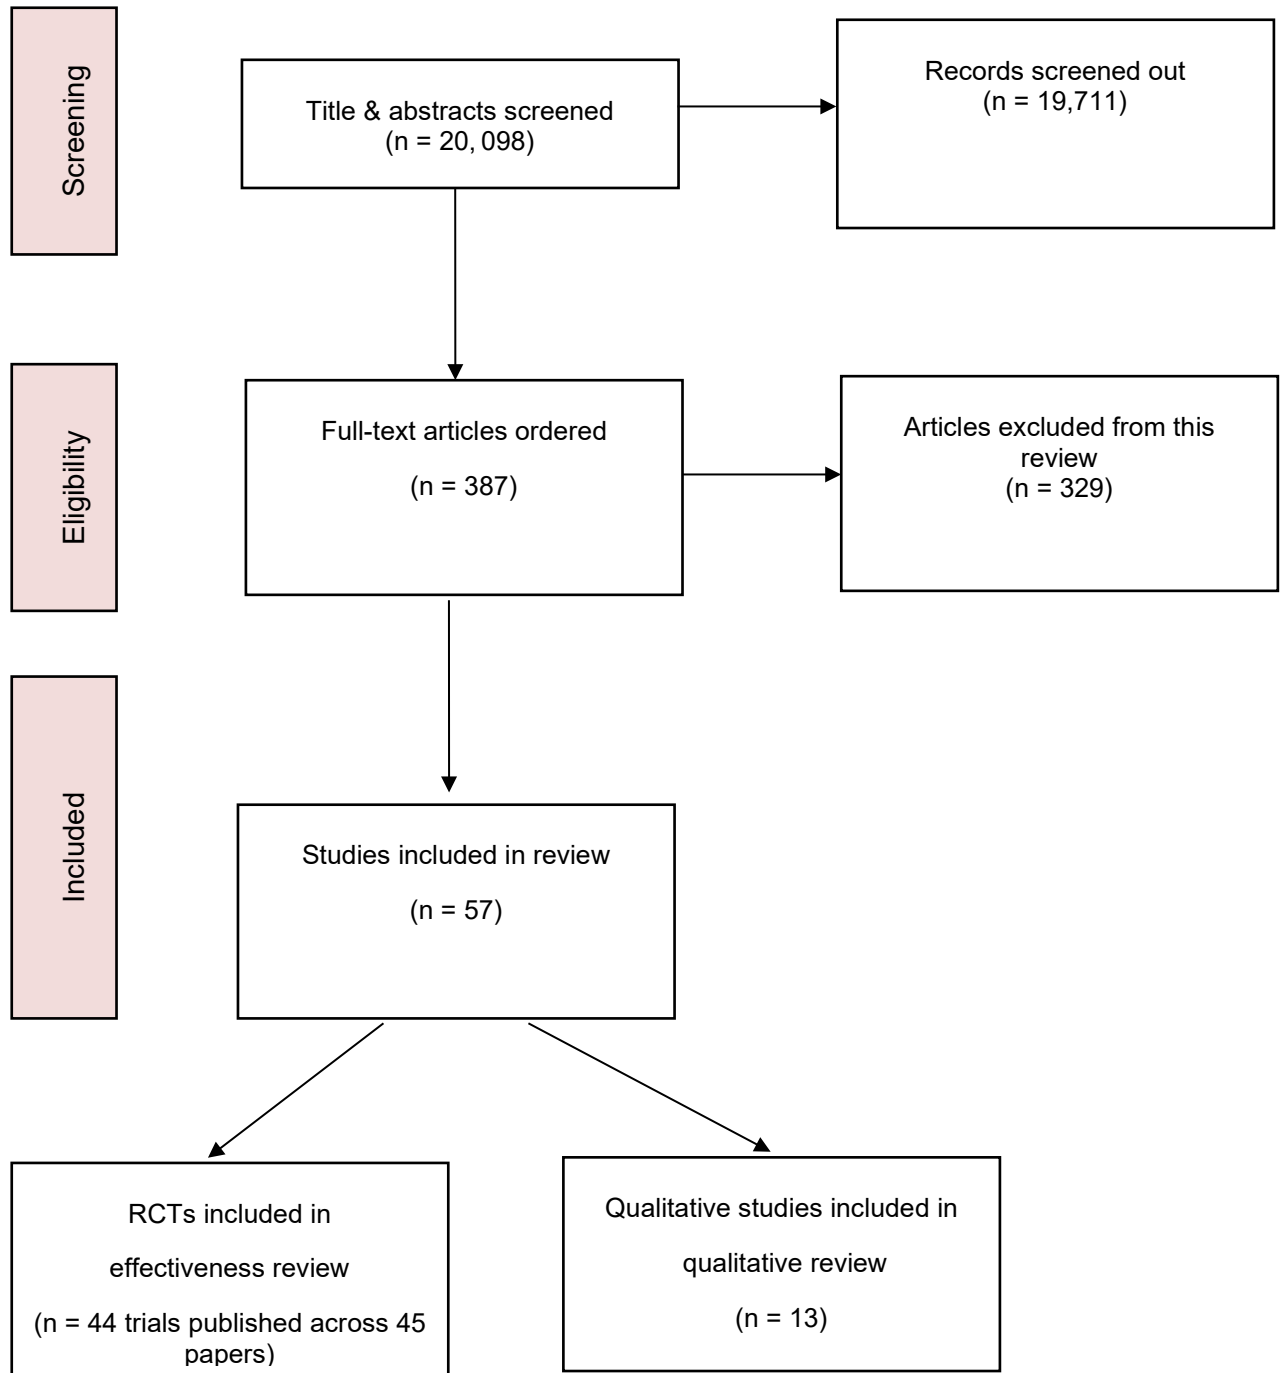 Screening
Title & abstracts screened
(n = 20, 098)
Records screened out
(n = 19,711)
Eligibility
Full-text articles ordered
(n = 387)
Articles excluded from this
review
(n = 329)
Included
Studies included in review
(n = 57)
RCTs included in
effectiveness review
(n = 44 trials published across 45
papers)
Qualitative studies included in
qualitative review
(n = 13)